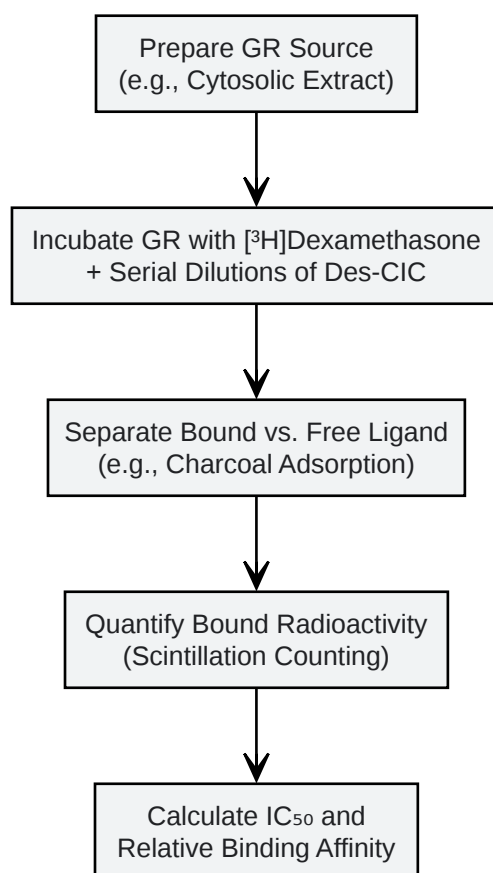 Prepare GR Source
(e.g., Cytosolic Extract)
Incubate GR with [³H]Dexamethasone
+ Serial Dilutions of Des-CIC
Separate Bound vs. Free Ligand
(e.g., Charcoal Adsorption)
Quantify Bound Radioactivity
(Scintillation Counting)
Calculate IC₅₀ and
Relative Binding Affinity